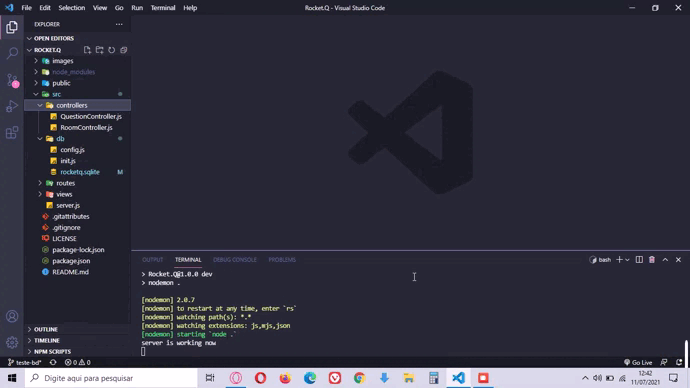 File Edit Selection View Go Run Terminal Help
Rocket.Q - Visual Studio Code
EXPLORER
OPEN EDITORS
ROCKET.Q
images
node_modules
public
src
controllers
QuestionController.js
RoomController.js
db
config.js
init.js
rocketq.sqlite M
routes
views
server.js
.gitattributes
.gitignore
LICENSE
package-lock.json
package.json
README.md
OUTLINE
TIMELINE
NPM SCRIPTS
OUTPUT TERMINAL DEBUG CONSOLE PROBLEMS
bash
> Rocket.Q@1.0.0 dev
> nodemon .
[nodemon] 2.0.7
[nodemon] to restart at any time, enter `rs`
[nodemon] watching path(s): *.*
[nodemon] watching extensions: js,mjs,json
[nodemon] starting `node .`
server is working now
teste-bd* 0 0
Go Live
Digite aqui para pesquisar
12:42
11/07/2021